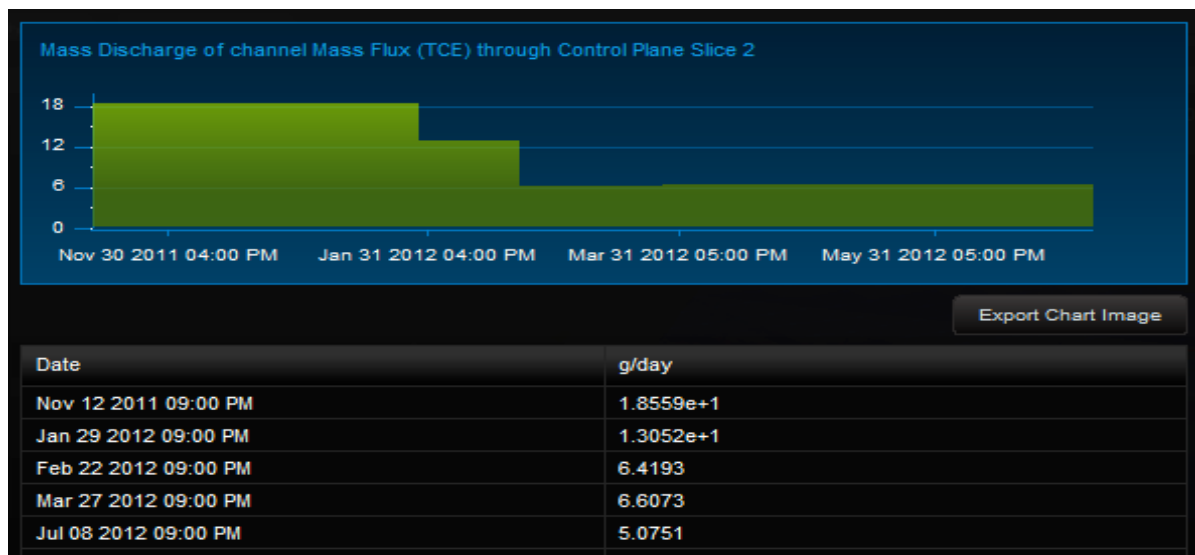 Mass Discharge of channel Mass Flux (TCE) through Control Plane Slice 2
18
12
6
0
Nov 30 2011 04:00 PM Jan 31 2012 04:00 PM Mar 31 2012 05:00 PM May 31 2012 05:00 PM
Export Chart Image
Date g/day
Nov 12 2011 09:00 PM 1.8559e+1
Jan 29 2012 09:00 PM 1.3052e+1
Feb 22 2012 09:00 PM 6.4193
Mar 27 2012 09:00 PM 6.6073
Jul 08 2012 09:00 PM 5.0751